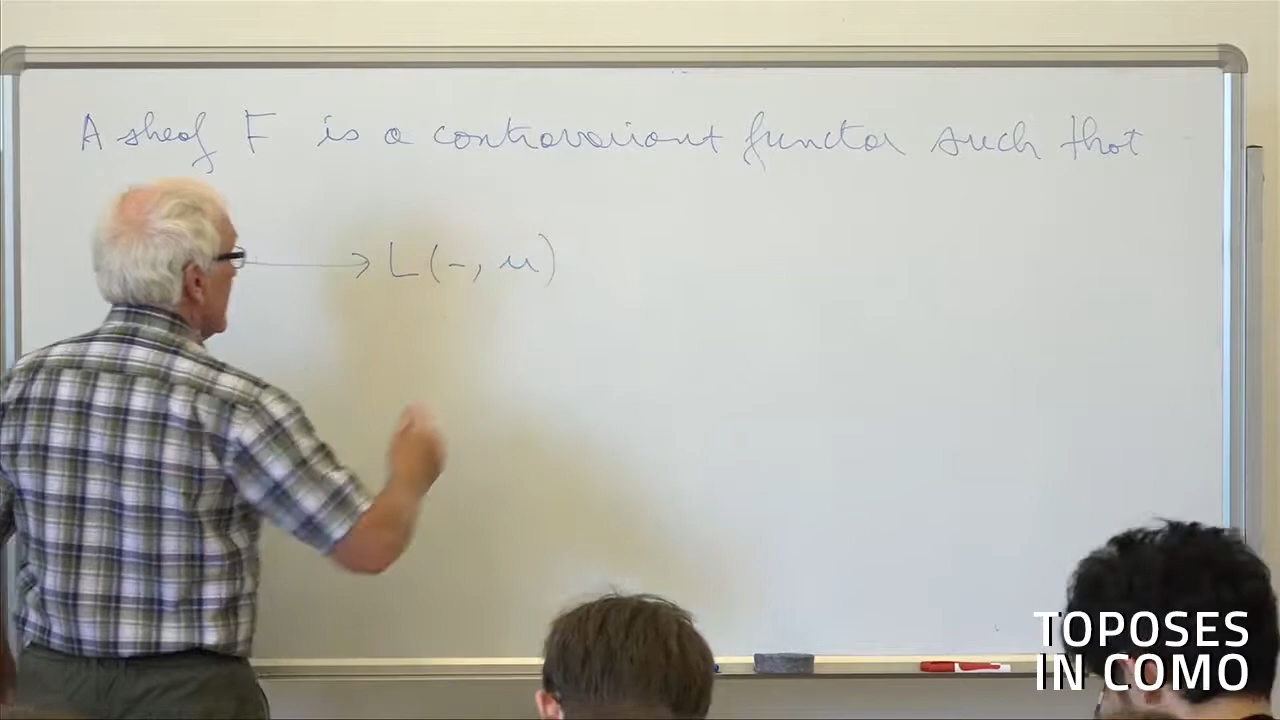 A sheaf F is a contravariant functor such that
→ L(-, u)
TOPOSES
IN COMO